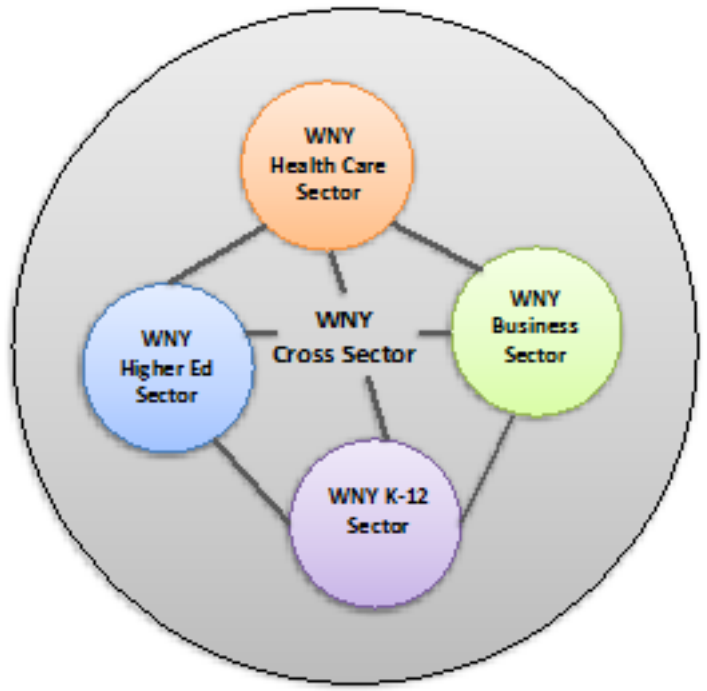 WNY
Health Care
Sector
WNY
Business
Sector
WNY
Cross Sector
WNY
Higher Ed
Sector
WNY K-12
Sector